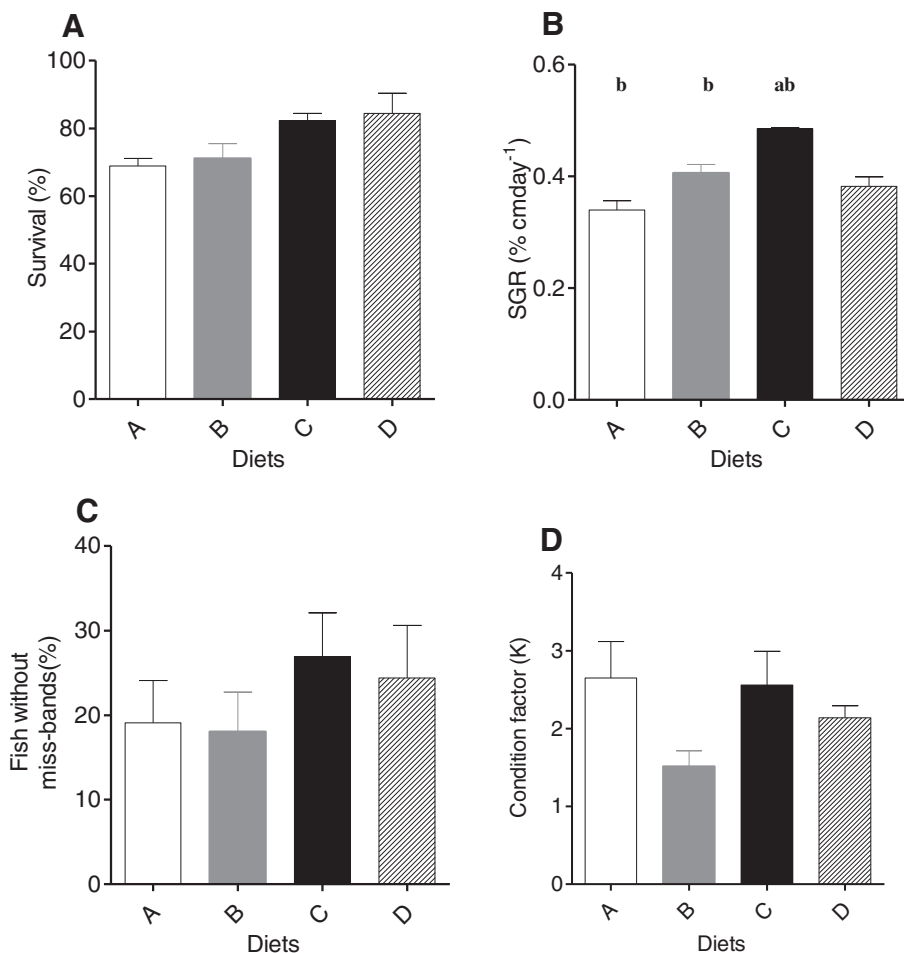 A
100
80
60
40
20
0
Survival (%)
A B C D
Diets
B
0.6
0.4
0.2
0.0
SGR (% cmday⁻¹)
b b ab
A B C D
Diets
C
40
30
20
10
0
Fish without
miss-bands(%)
A B C D
Diets
D
4
3
2
1
0
Condition factor (K)
A B C D
Diets